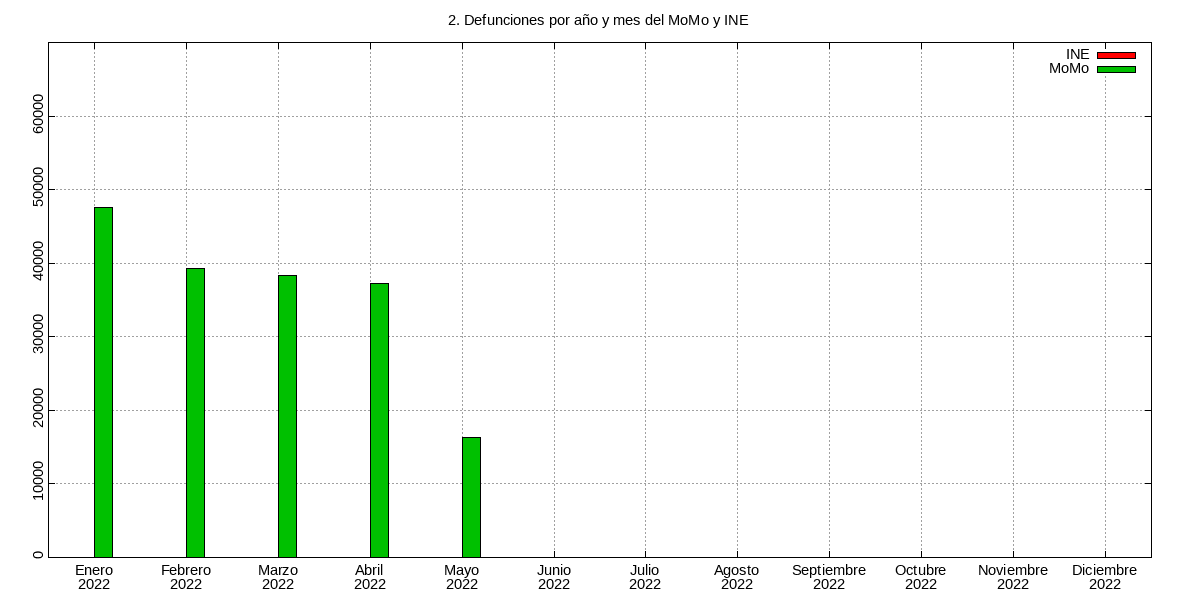 2. Defunciones por año y mes del MoMo y INE
INE
MoMo
60000
50000
40000
30000
20000
10000
0
Enero Febrero Marzo Abril Mayo Junio Julio Agosto Septiembre Octubre Noviembre Diciembre
2022 2022 2022 2022 2022 2022 2022 2022 2022 2022 2022 2022